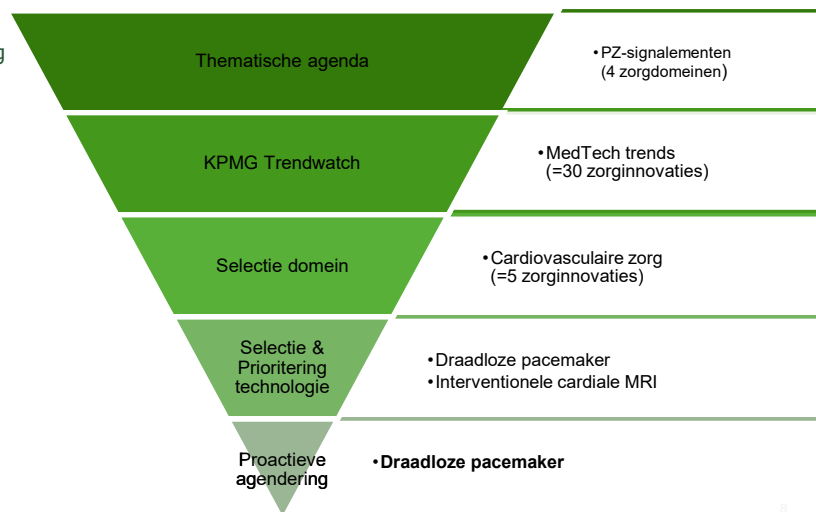 g
Thematische agenda
•PZ-signalementen
(4 zorgdomeinen)
KPMG Trendwatch
•MedTech trends
(=30 zorginnovaties)
Selectie domein
•Cardiovasculaire zorg
(=5 zorginnovaties)
Selectie &
Prioritering
technologie
•Draadloze pacemaker
•Interventionele cardiale MRI
Proactieve
agendering
•Draadloze pacemaker